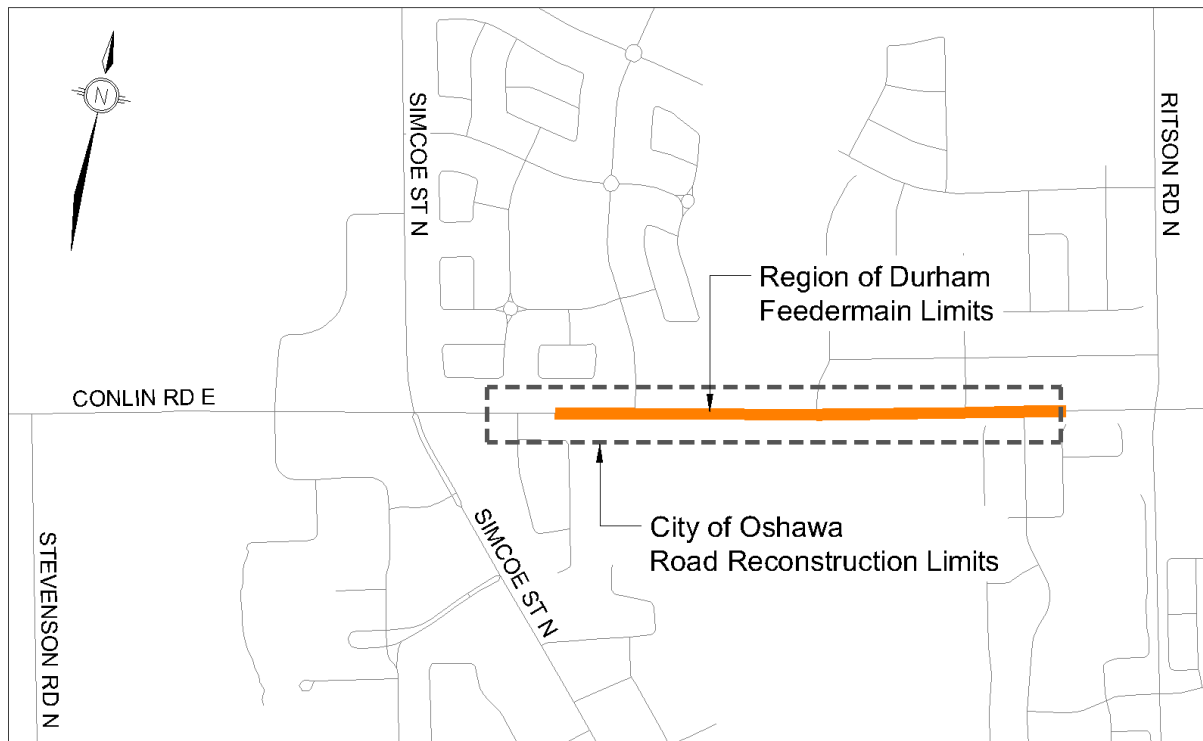 N
SIMCOE ST N
RITSON RD N
Region of Durham
Feedermain Limits
CONLIN RD E
City of Oshawa
Road Reconstruction Limits
SIMCOE ST N
STEVENSON RD N